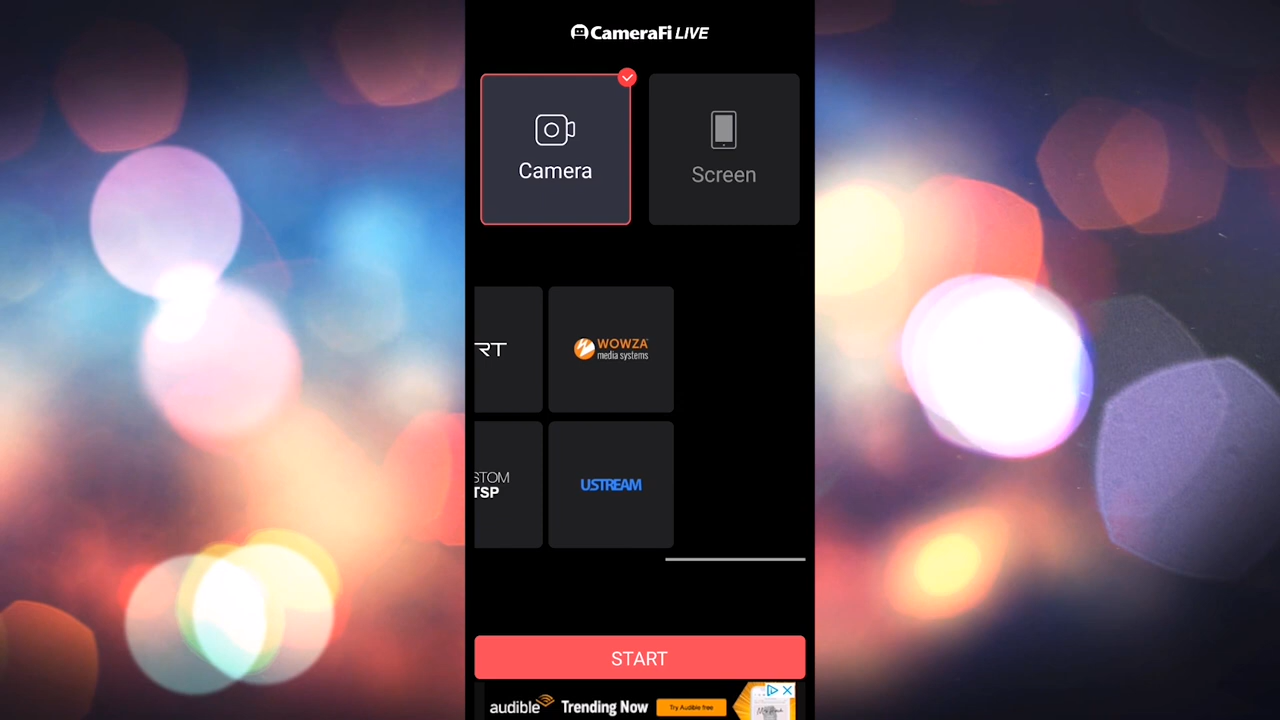 CameraFi LIVE
Camera
Screen
RT
WOWZA
media systems
STOM
TSP
USTREAM
START
audible
Trending Now
Try Audible free